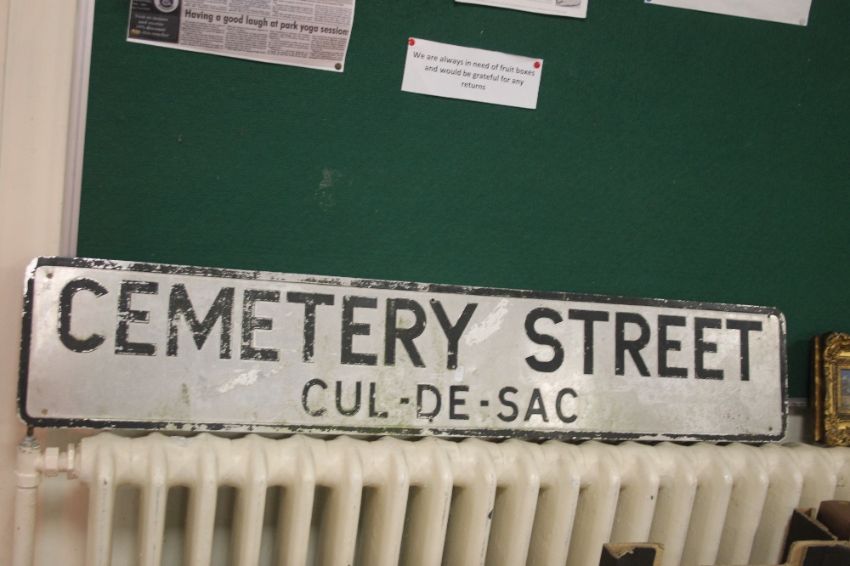 Having a good laugh at park yoga session
We are always in need of fruit boxes
and would be grateful for any
returns
CEMETERY STREET
CUL-DE-SAC